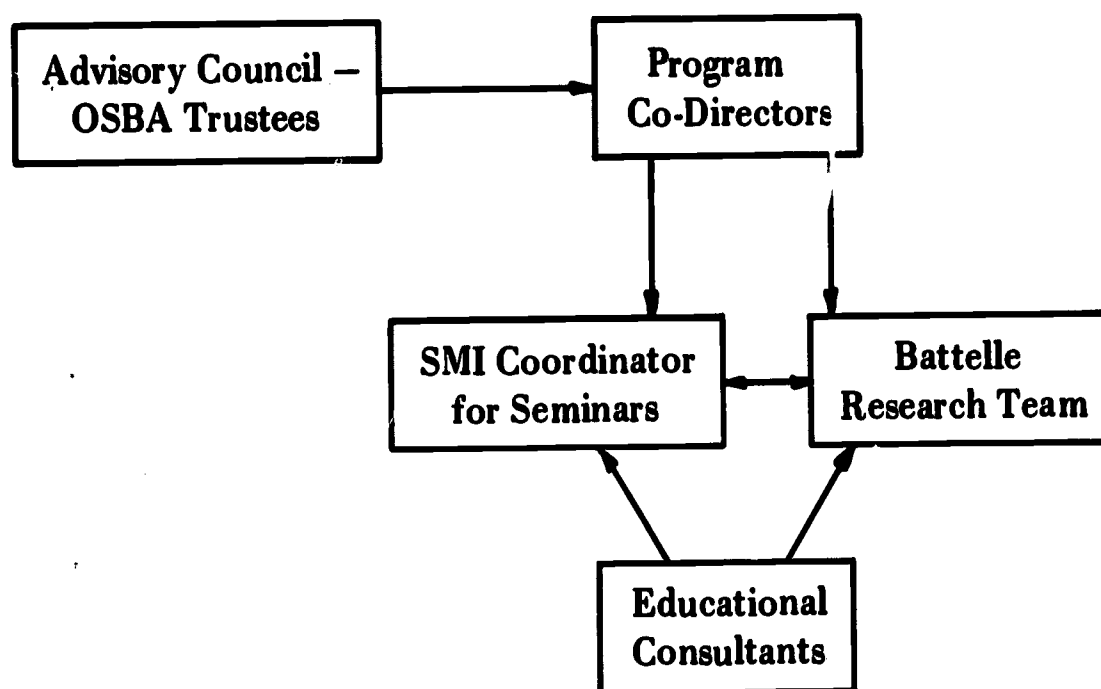 Advisory Council –
OSBA Trustees
Program
Co-Directors
SMI Coordinator
for Seminars
Battelle
Research Team
Educational
Consultants